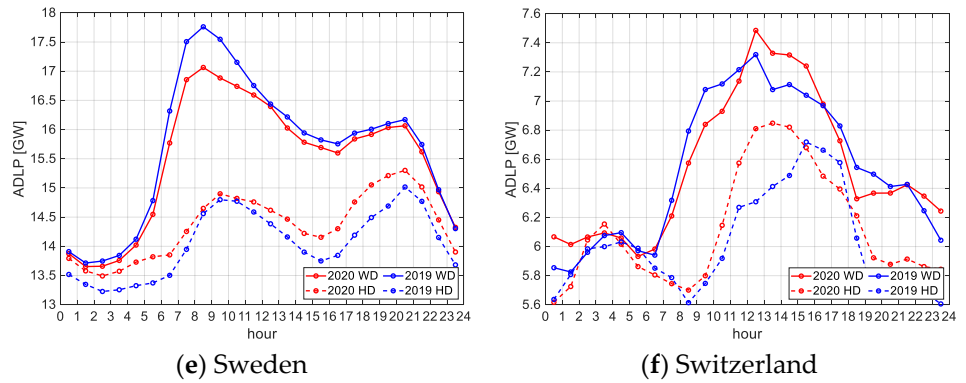 18
17.5
17
16.5
16
15.5
15
14.5
14
13.5
13
ADLP [GW]
2020 WD 2019 WD
2020 HD 2019 HD
0 1 2 3 4 5 6 7 8 9 10 11 12 13 14 15 16 17 18 19 20 21 22 23 24
hour
(e) Sweden
7.6
7.4
7.2
7
6.8
6.6
6.4
6.2
6
5.8
5.6
ADLP [GW]
2020 WD 2019 WD
2020 HD 2019 HD
0 1 2 3 4 5 6 7 8 9 10 11 12 13 14 15 16 17 18 19 20 21 22 23 24
hour
(f) Switzerland